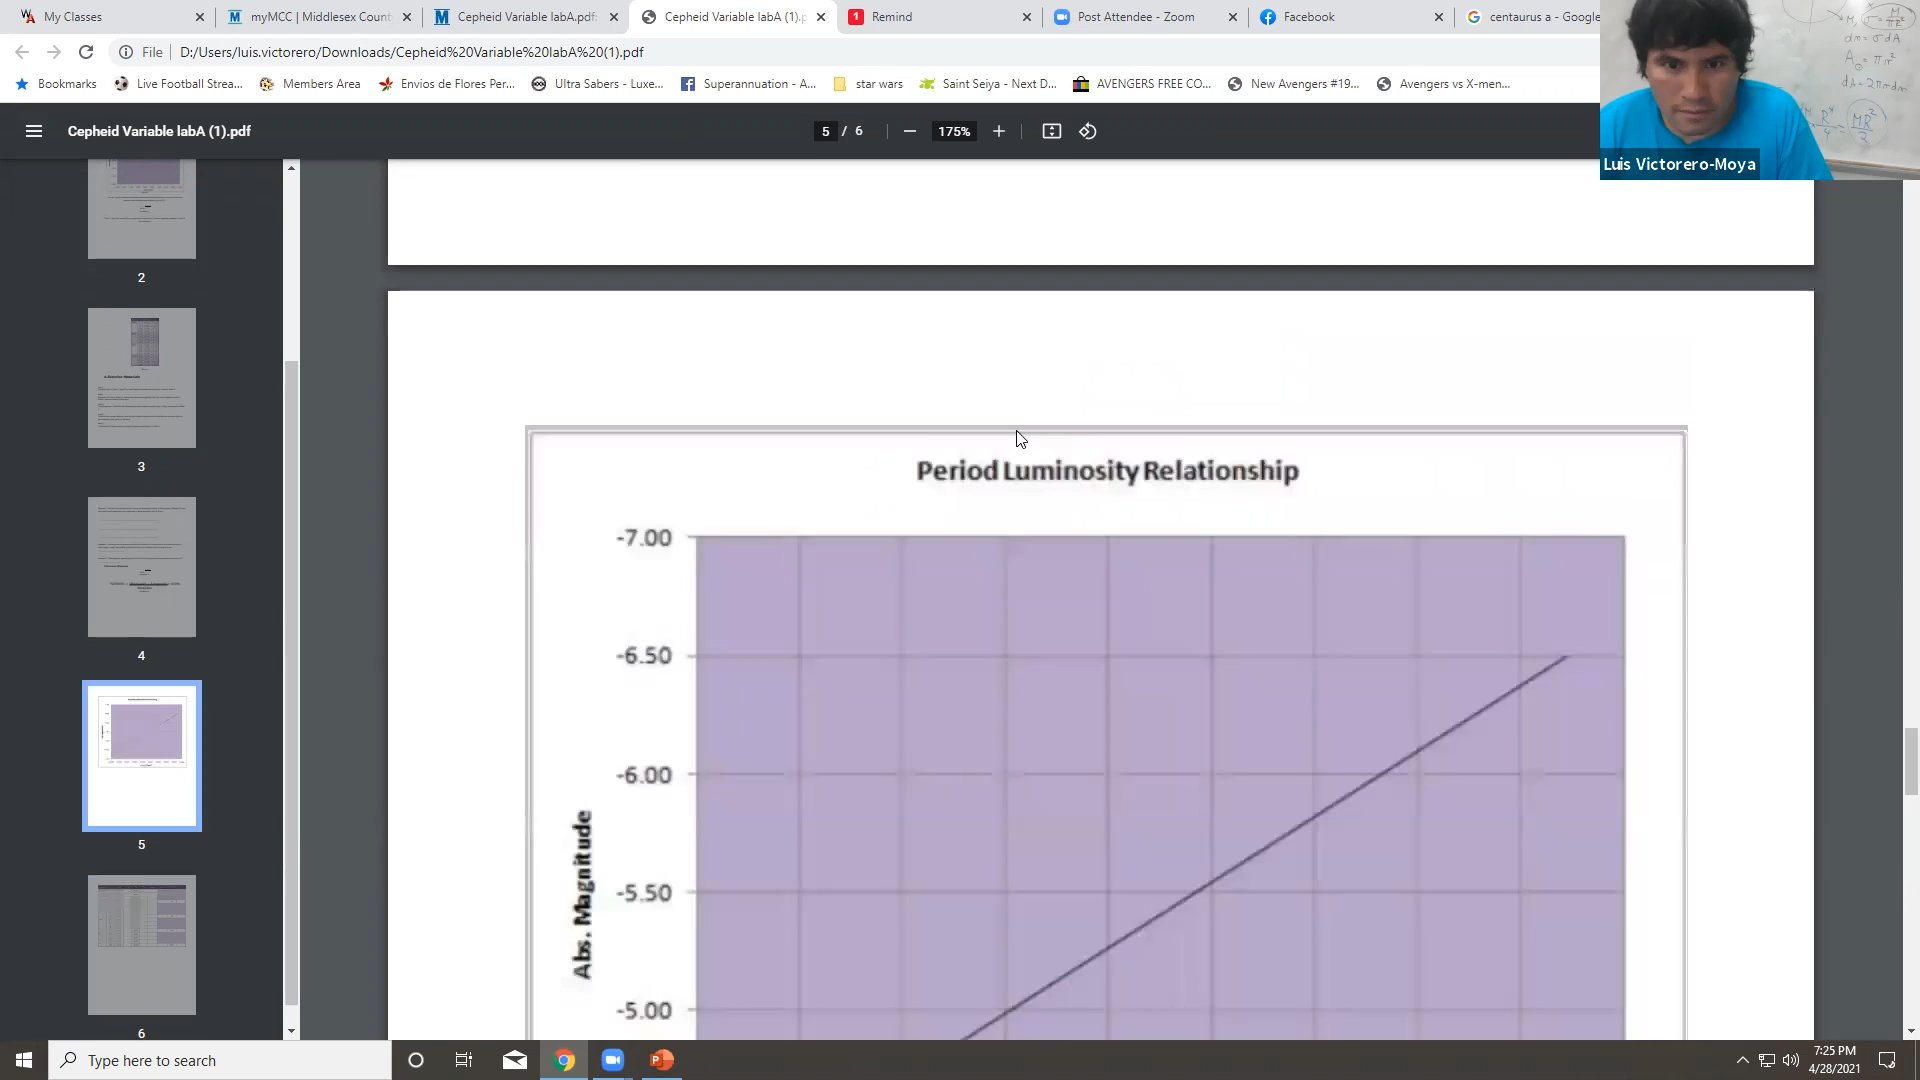 My Classes
myMCC | Middlesex Count
Cepheid Variable labA.pdf
Cepheid Variable labA (1).p
Remind
Post Attendee - Zoom
Facebook
centaurus a - Google
File
D:/Users/luis.victorero/Downloads/Cepheid%20Variable%20labA%20(1).pdf
Bookmarks
Live Football Strea...
Members Area
Envios de Flores Per...
Ultra Sabers - Luxe...
Superannuation - A...
star wars
Saint Seiya - Next D...
AVENGERS FREE CO...
New Avengers #19...
Avengers vs X-men...
dm = σ dA
Luis Victorero-Moya
Cepheid Variable labA (1).pdf
5 / 6
175%
2
3
4
5
6
Period Luminosity Relationship
-7.00
-6.50
-6.00
-5.50
-5.00
Abs. Magnitude
Type here to search
7:25 PM
4/28/2021